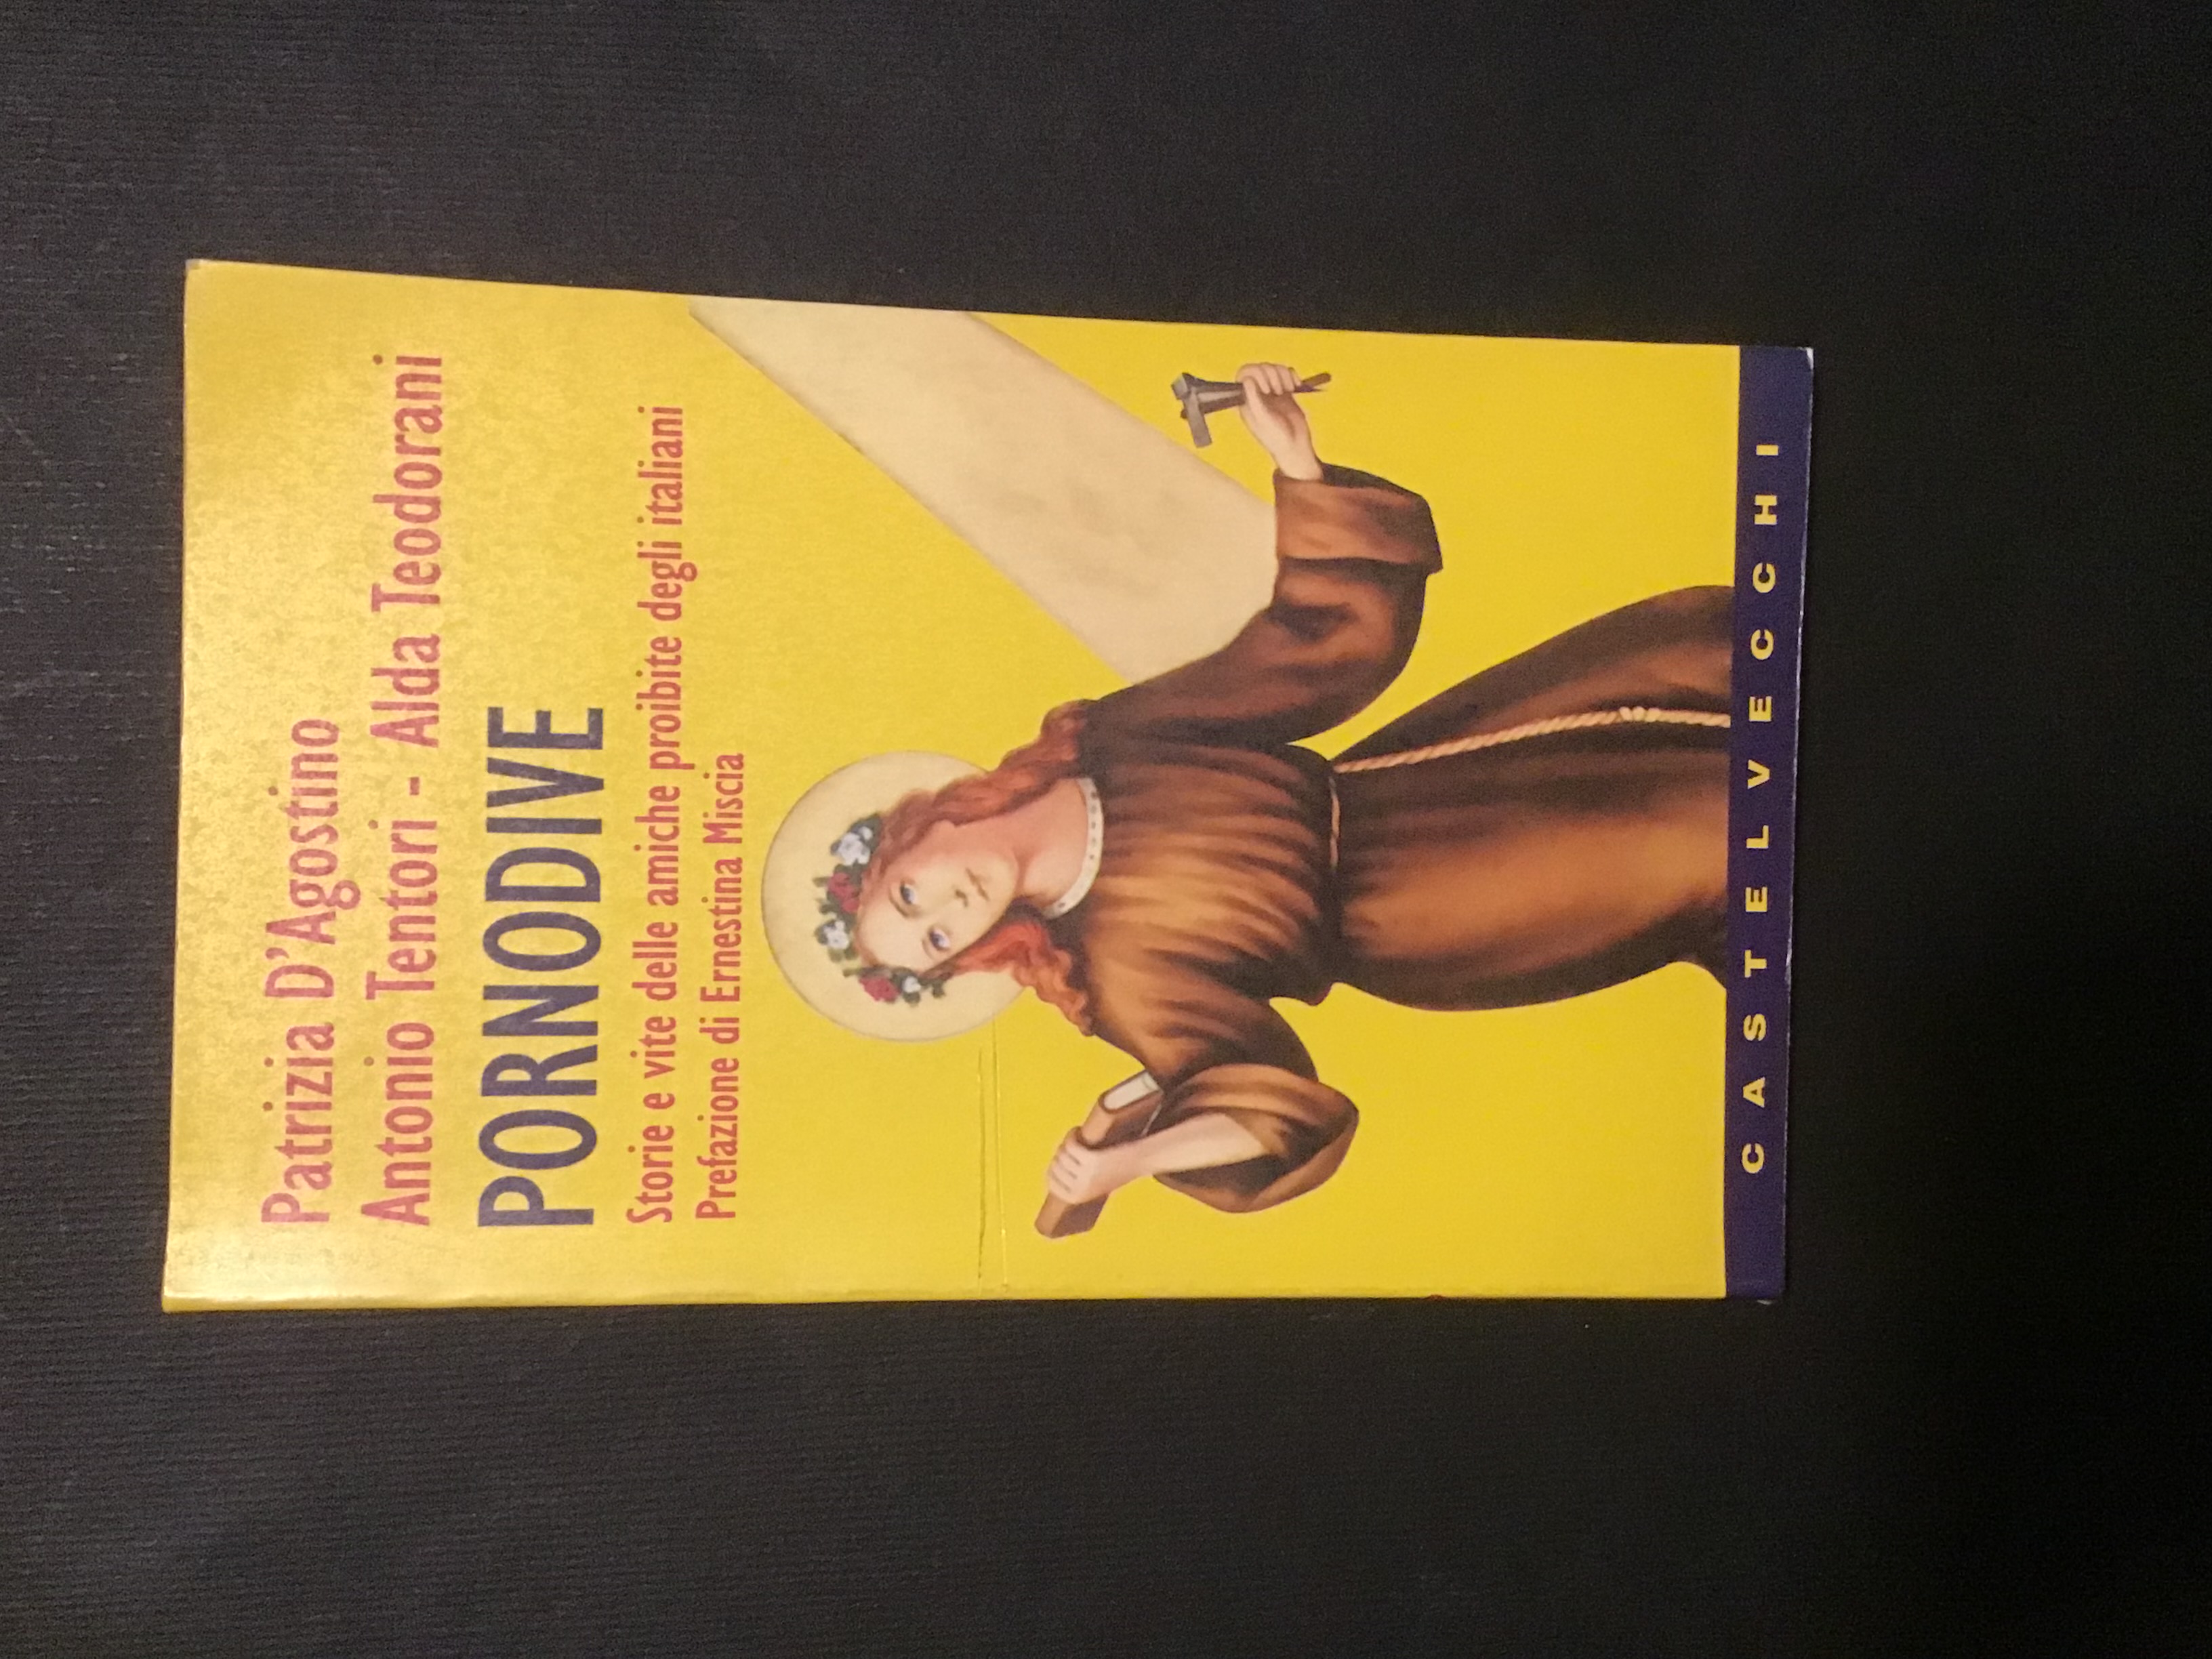 Patrizia D'Agostino
Antonio Tentori - Alda Teodorani
PORNODIVE
Storie e vite delle amiche proibite degli italiani
Prefazione di Ernestina Miscia
CASTELVECCHI